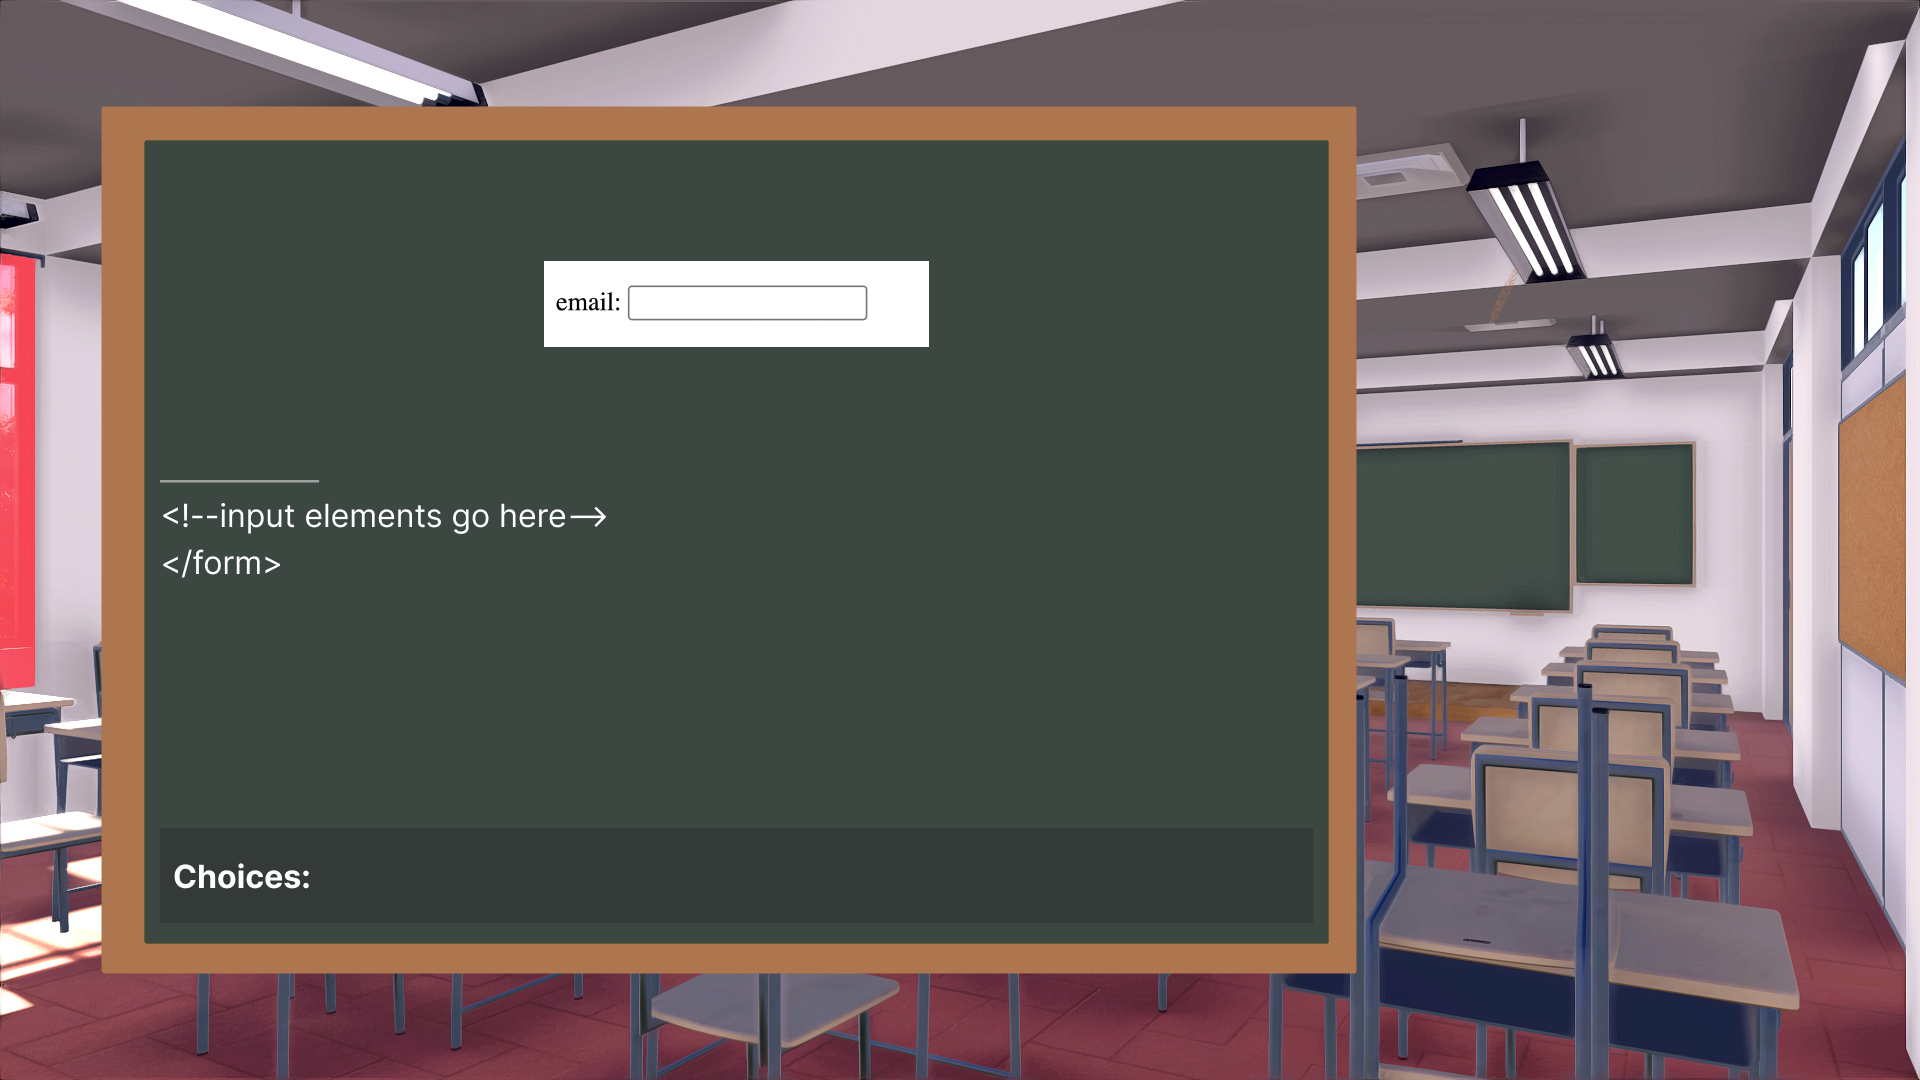 email:
<!--input elements go here-->
</form>
Choices: